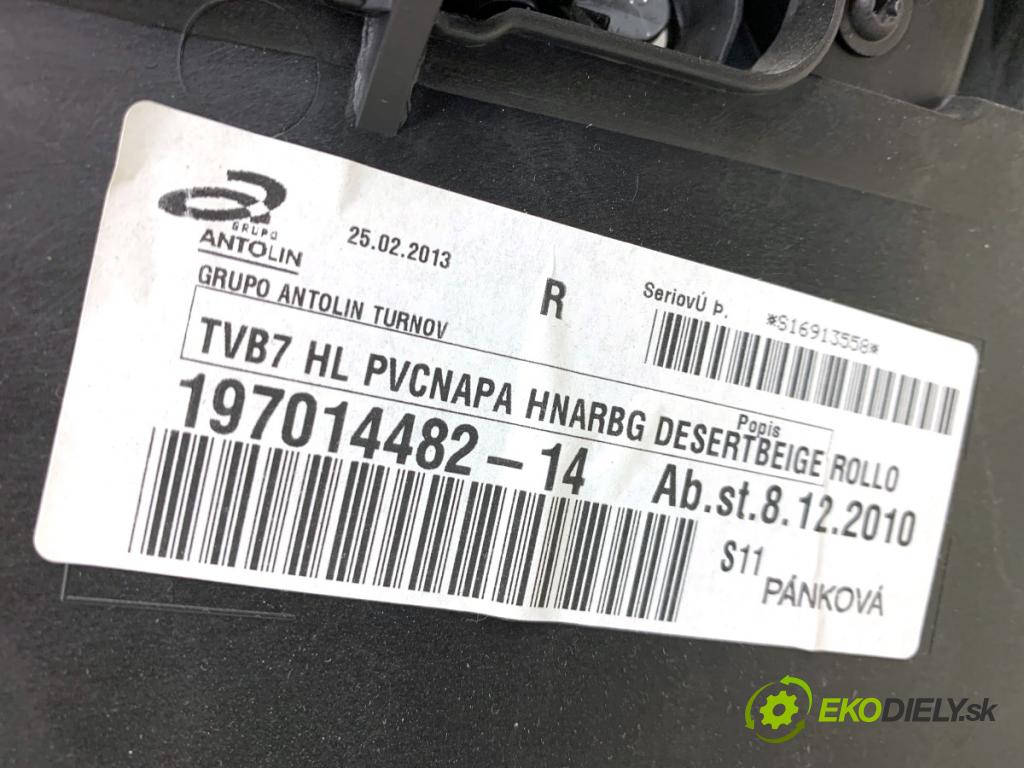 GRUPO
ANTOLIN
25.02.2013
R
SeriovÚ Þ.
*S16913558*
GRUPO ANTOLIN TURNOV
Popis
TVB7 HL PVCNAPA HNARBG DESERTBEIGE ROLLO
197014482-14
Ab.st.8.12.2010
S11
PÁNKOVÁ
EKODIELY.sk